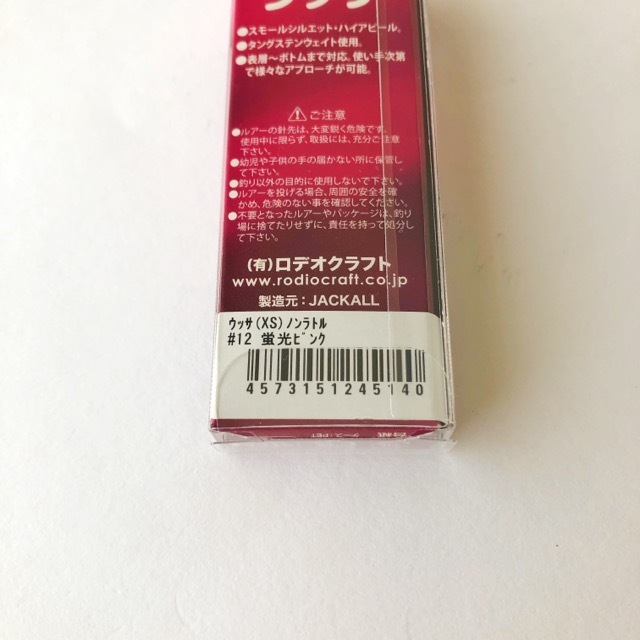 ●スモールシルエット・ハイアピール。
●タングステンウェイト使用。
●表層～ボトムまで対応。使い手次第
で様々なアプローチが可能。
⚠ご注意
●ルアーの針先は、大変鋭く危険です。
使用中に限らず、取扱には、充分ご注意
下さい。
●幼児や子供の手の届かない所に保管し
て下さい。
●釣り以外の目的に使用しないで下さい。
●ルアーを投げる場合、周囲の安全を確
かめ、危険のない事を確認してください。
●不要となったルアーやパッケージは、釣り
場に捨てたりせずに、責任を持って処分し
て下さい。
(有)ロデオクラフト
www.rodiocraft.co.jp
製造元:JACKALL
ウッサ(XS)ノンラトル
#12 蛍光ピンク
4573151245140